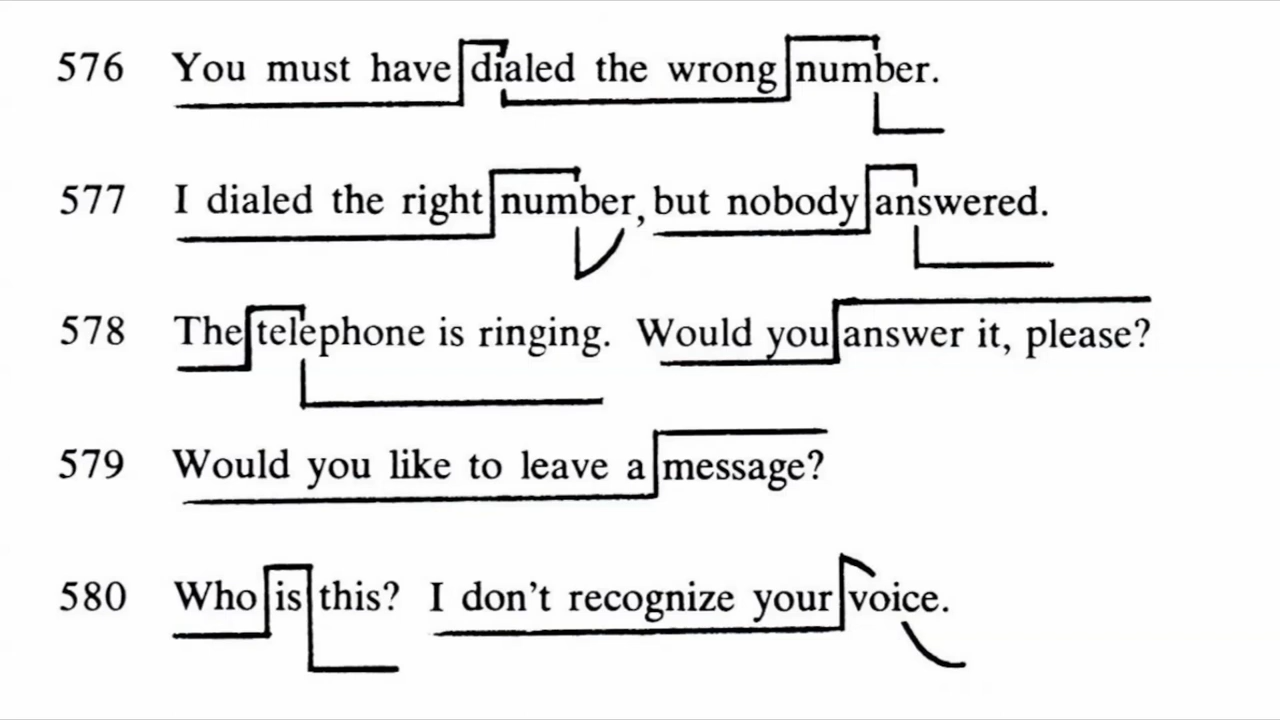 576 You must have dialed the wrong number.
577 I dialed the right number, but nobody answered.
578 The telephone is ringing. Would you answer it, please?
579 Would you like to leave a message?
580 Who is this? I don't recognize your voice.